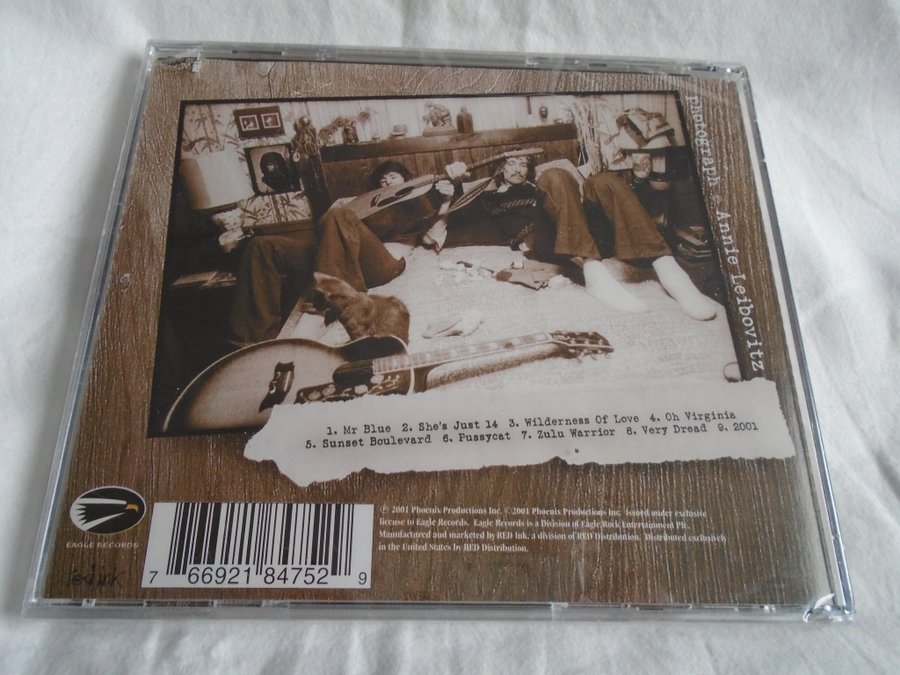 photograph © Annie Leibovitz
1. Mr Blue 2. She's Just 14 3. Wilderness Of Love 4. Oh Virginia
5. Sunset Boulevard 6. Pussycat 7. Zulu Warrior 8. Very Dread 9. 2001
EAGLE RECORDS
red ink
7 66921 84752 9
℗ 2001 Phoenix Productions Inc. ©2001 Phoenix Productions Inc. Issued under exclusive
license to Eagle Records. Eagle Records is a Division of Eagle Rock Entertainment Plc.
Manufactured and marketed by RED Ink, a division of RED Distribution. Distributed exclusively
in the United States by RED Distribution.